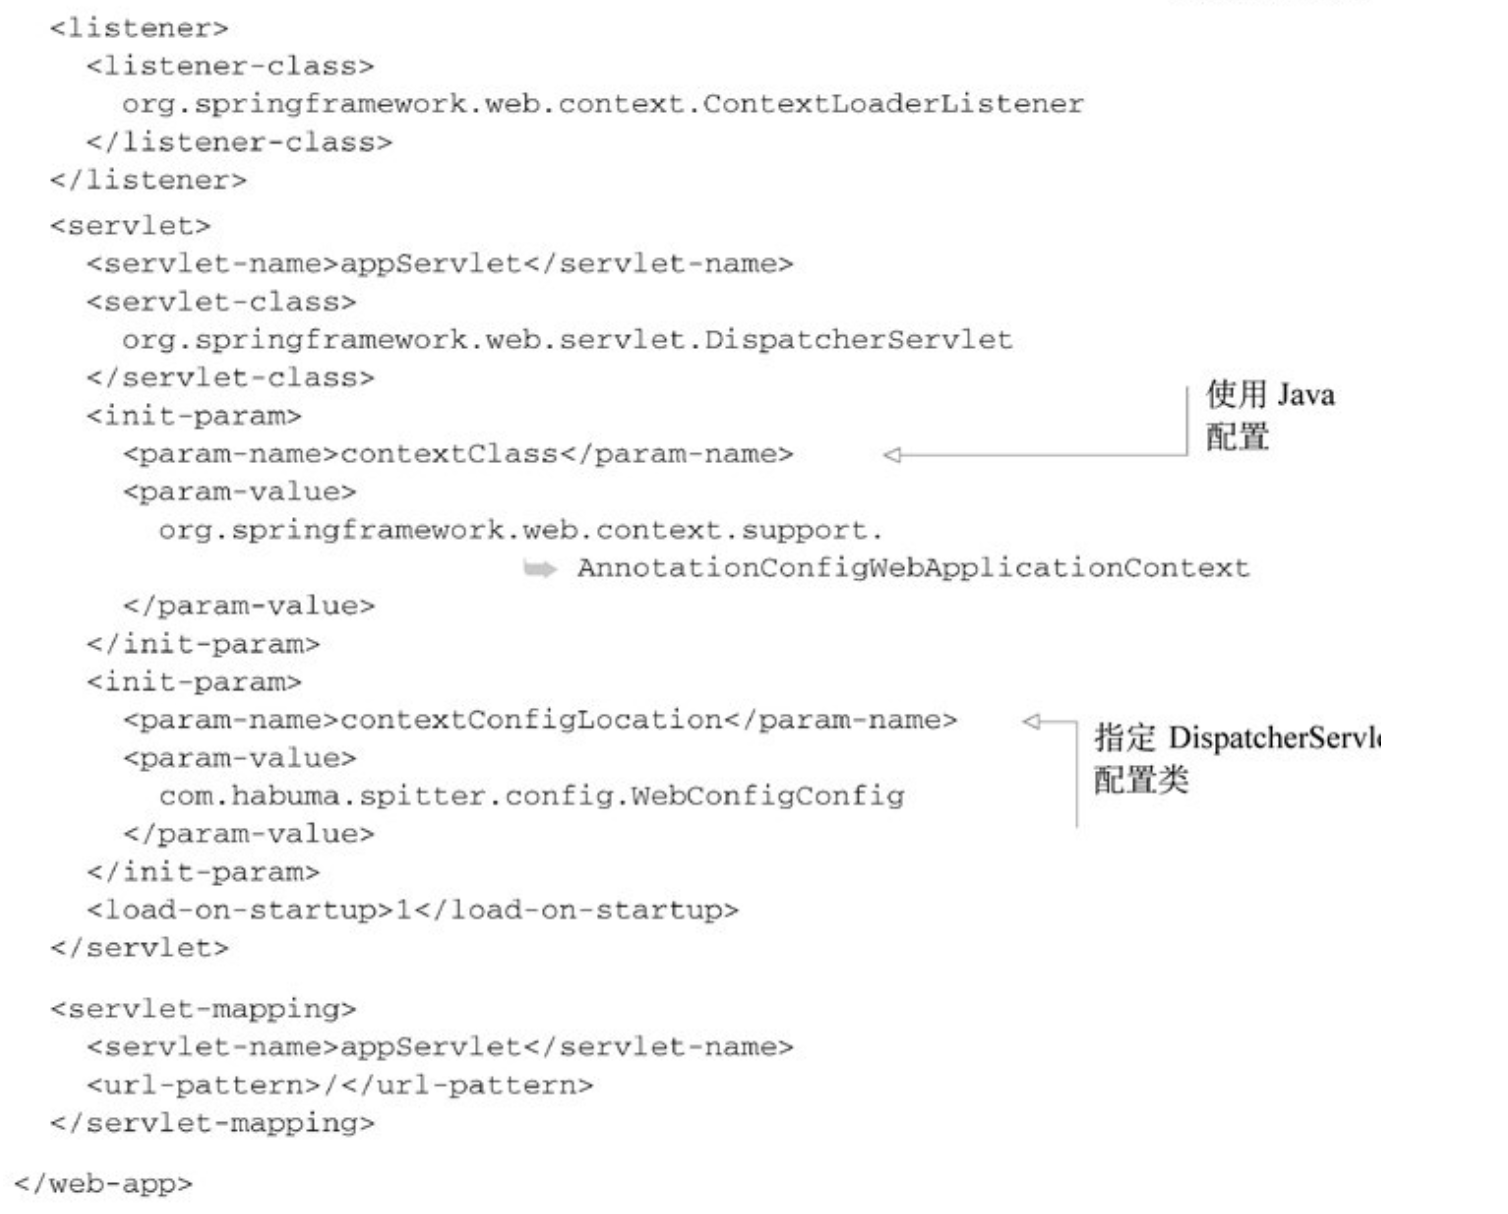 <listener>
<listener-class>
org.springframework.web.context.ContextLoaderListener
</listener-class>
</listener>
<servlet>
<servlet-name>appServlet</servlet-name>
<servlet-class>
org.springframework.web.servlet.DispatcherServlet
</servlet-class>
<init-param>
<param-name>contextClass</param-name>
使用 Java
配置
<param-value>
org.springframework.web.context.support.
AnnotationConfigWebApplicationContext
</param-value>
</init-param>
<init-param>
<param-name>contextConfigLocation</param-name>
指定 DispatcherServl
配置类
<param-value>
com.habuma.spitter.config.WebConfigConfig
</param-value>
</init-param>
<load-on-startup>1</load-on-startup>
</servlet>
<servlet-mapping>
<servlet-name>appServlet</servlet-name>
<url-pattern>/</url-pattern>
</servlet-mapping>
</web-app>